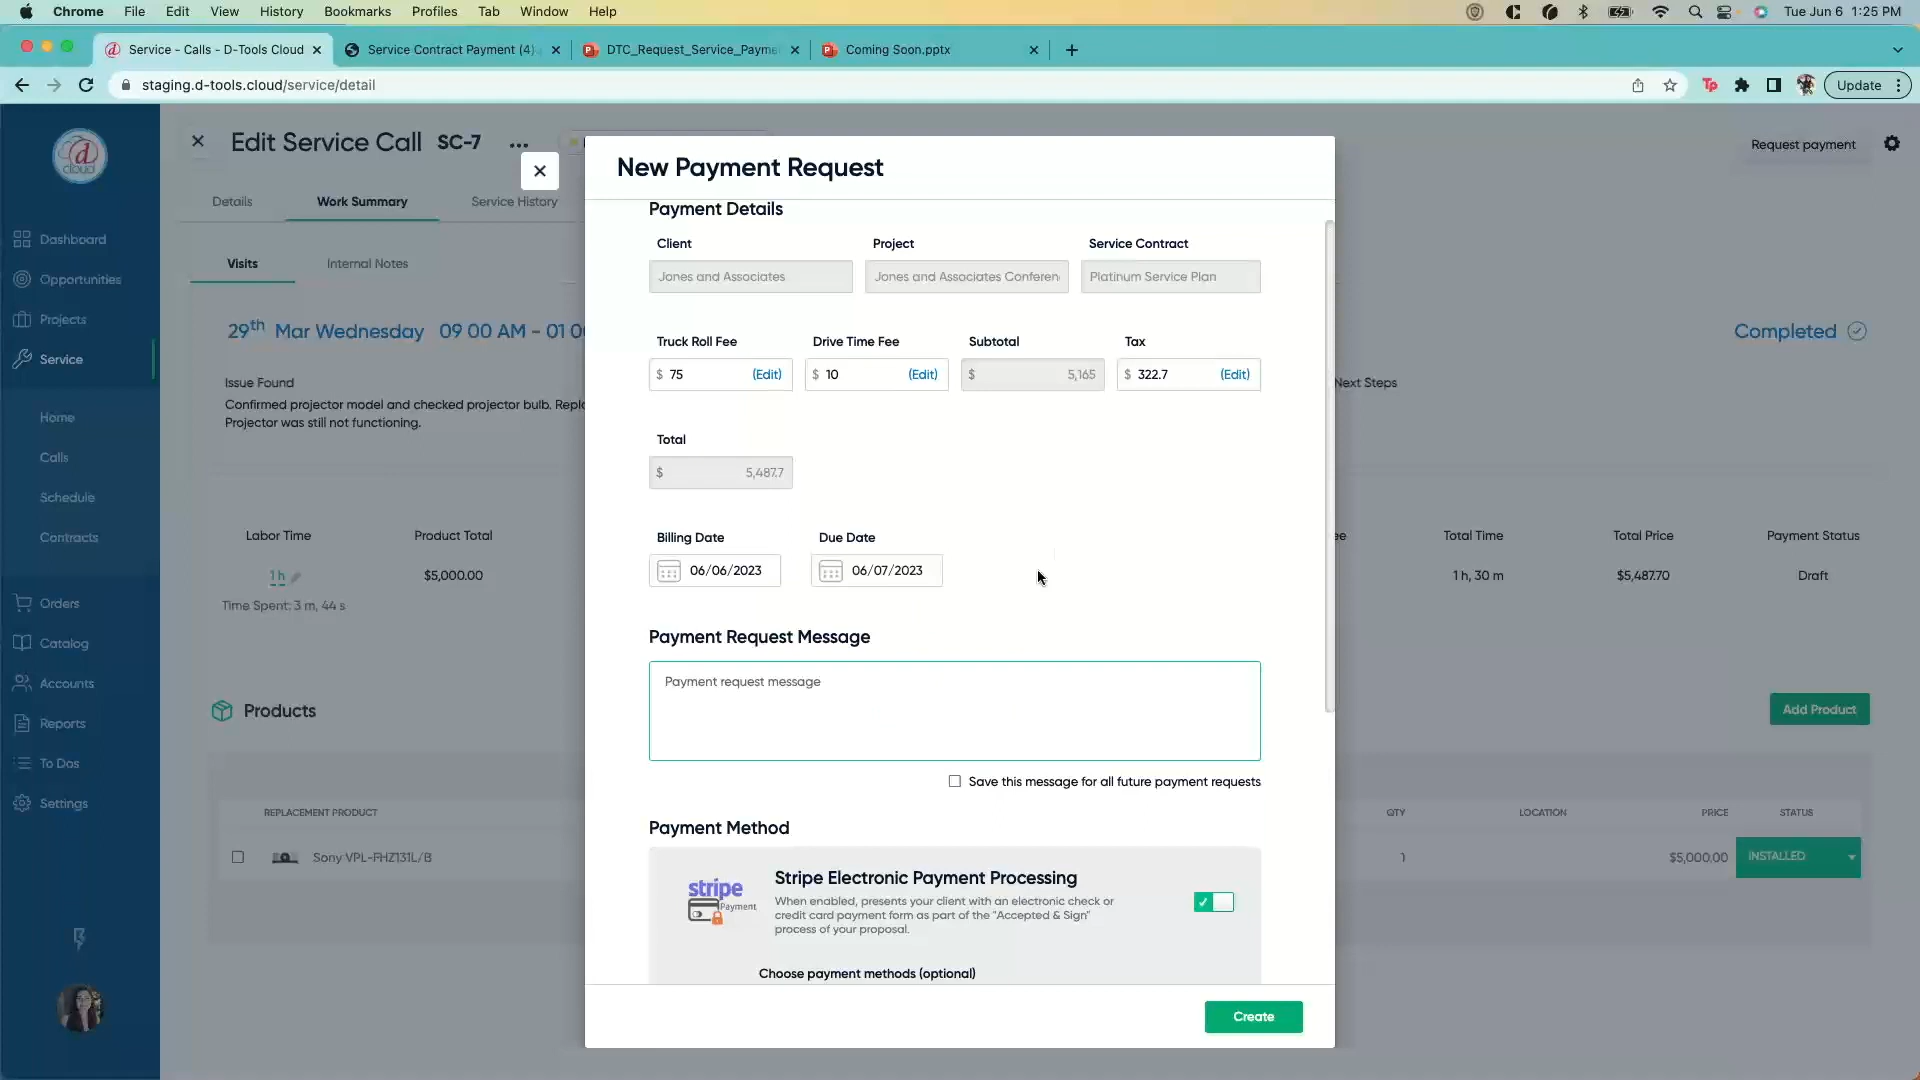 Chrome File Edit View History Bookmarks Profiles Tab Window Help Tue Jun 6 1:25 PM
Service - Calls - D-Tools Cloud Service Contract Payment (4) DTC_Request_Service_Payme Coming Soon.pptx
staging.d-tools.cloud/service/detail Update
Edit Service Call SC-7
Request payment
New Payment Request
Details Work Summary Service History
Visits Internal Notes
Dashboard
Opportunities
Projects
Service
Home
Calls
Schedule
Contracts
Orders
Catalog
Accounts
Reports
To Dos
Settings
29th Mar Wednesday 09 00 AM - 01 0
Completed
Issue Found
Next Steps
Confirmed projector model and checked projector bulb. Repl
Projector was still not functioning.
Labor Time Product Total
Total Time Total Price Payment Status
1 h $5,000.00
1 h, 30 m $5,487.70 Draft
Time Spent: 3 m, 44 s
Products
Add Product
REPLACEMENT PRODUCT
QTY LOCATION PRICE STATUS
Sony VPL-FHZ131L/B
1 $5,000.00 INSTALLED
Payment Details
Client Project Service Contract
Jones and Associates Jones and Associates Conferen Platinum Service Plan
Truck Roll Fee Drive Time Fee Subtotal Tax
$ 75 (Edit) $ 10 (Edit) $ 5,165 $ 322.7 (Edit)
Total
$ 5,487.7
Billing Date Due Date
06/06/2023 06/07/2023
Payment Request Message
Payment request message
Save this message for all future payment requests
Payment Method
stripe
Payment
Stripe Electronic Payment Processing
When enabled, presents your client with an electronic check or
credit card payment form as part of the "Accepted & Sign"
process of your proposal.
Choose payment methods (optional)
Create